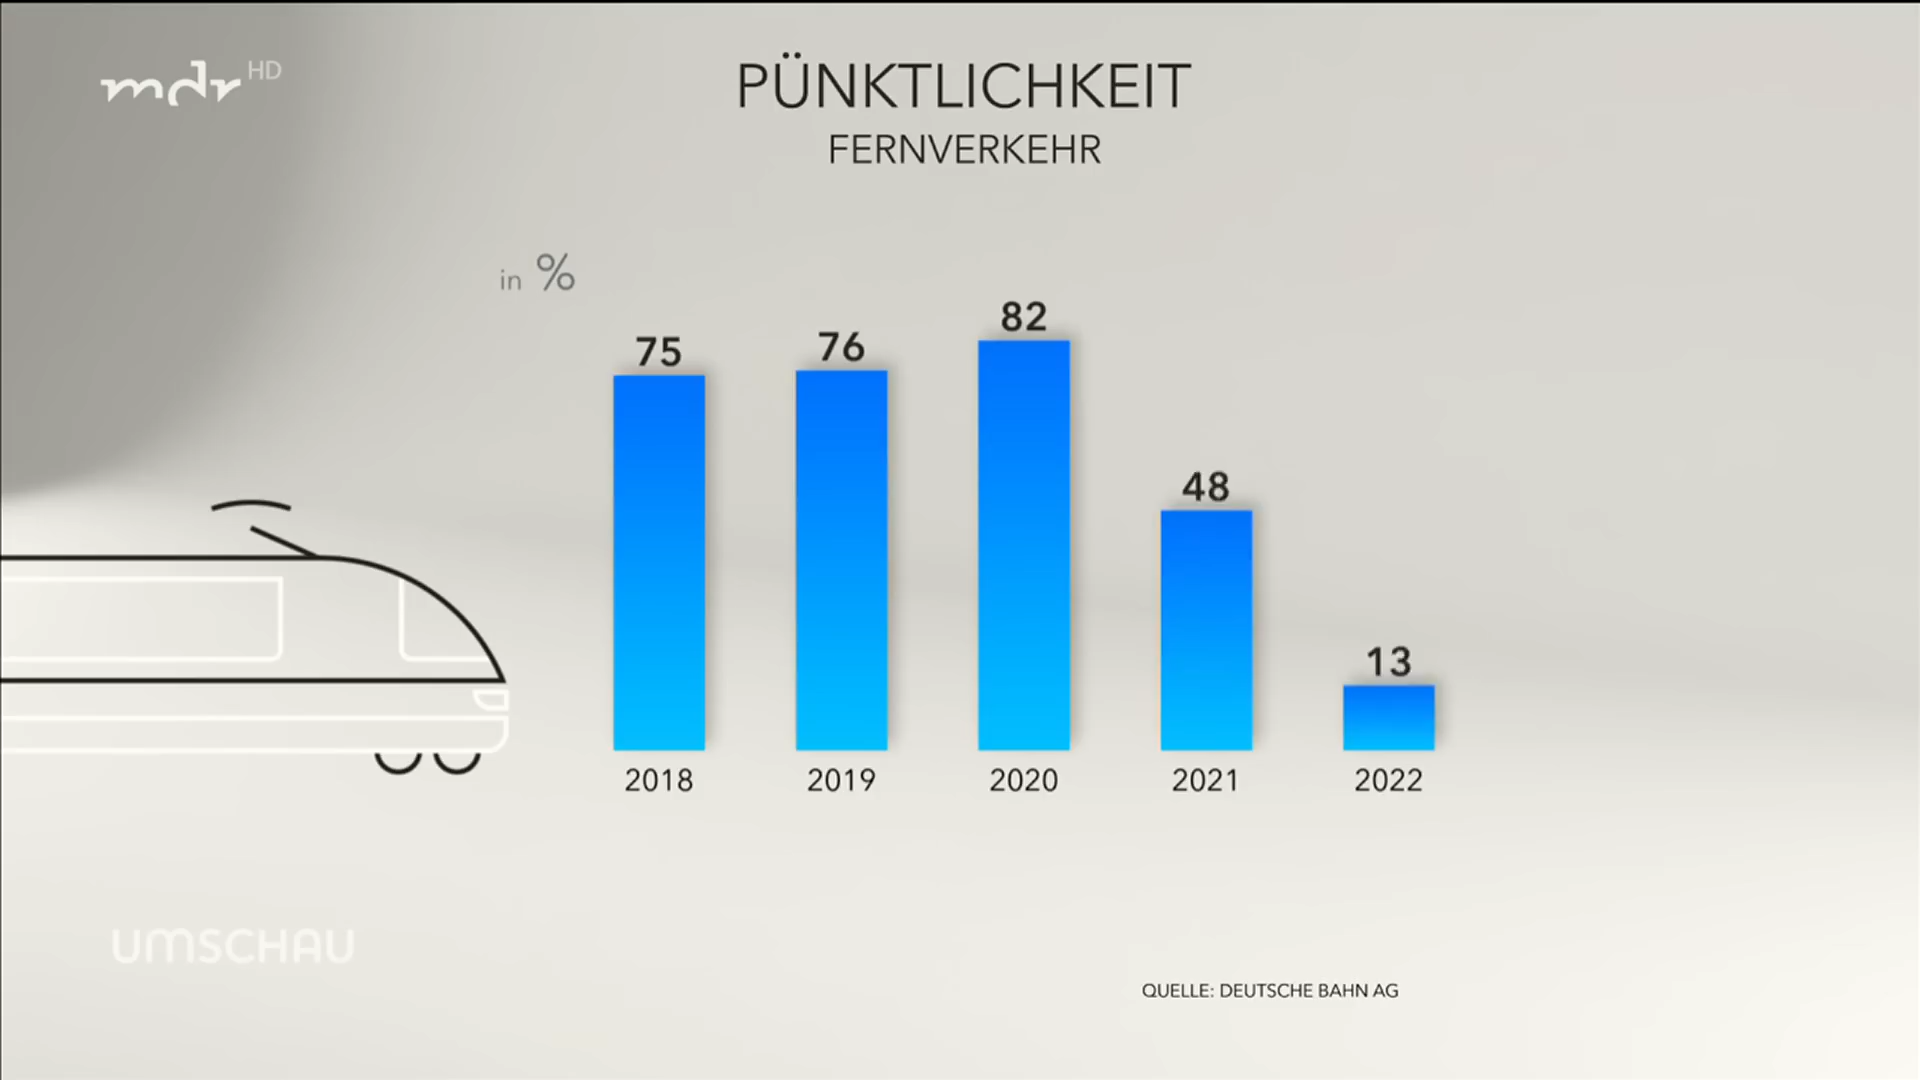 mdr HD
PÜNKTLICHKEIT
FERNVERKEHR
in %
75
76
82
48
13
2018
2019
2020
2021
2022
UMSCHAU
QUELLE: DEUTSCHE BAHN AG